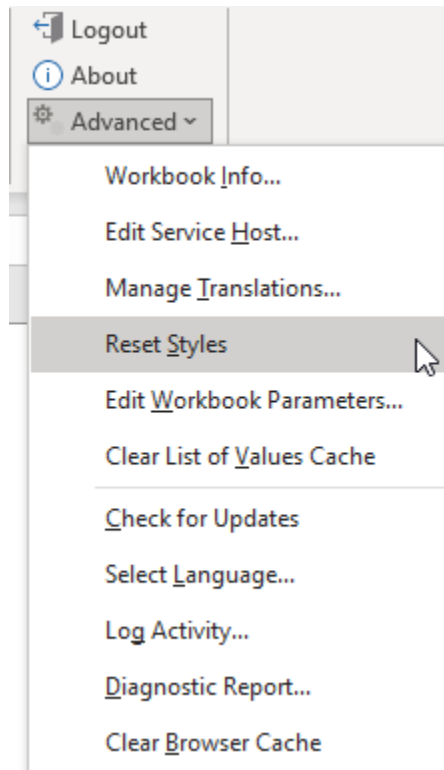 Logout
About
Advanced
Workbook Info...
Edit Service Host...
Manage Translations...
Reset Styles
Edit Workbook Parameters...
Clear List of Values Cache
Check for Updates
Select Language...
Log Activity...
Diagnostic Report...
Clear Browser Cache